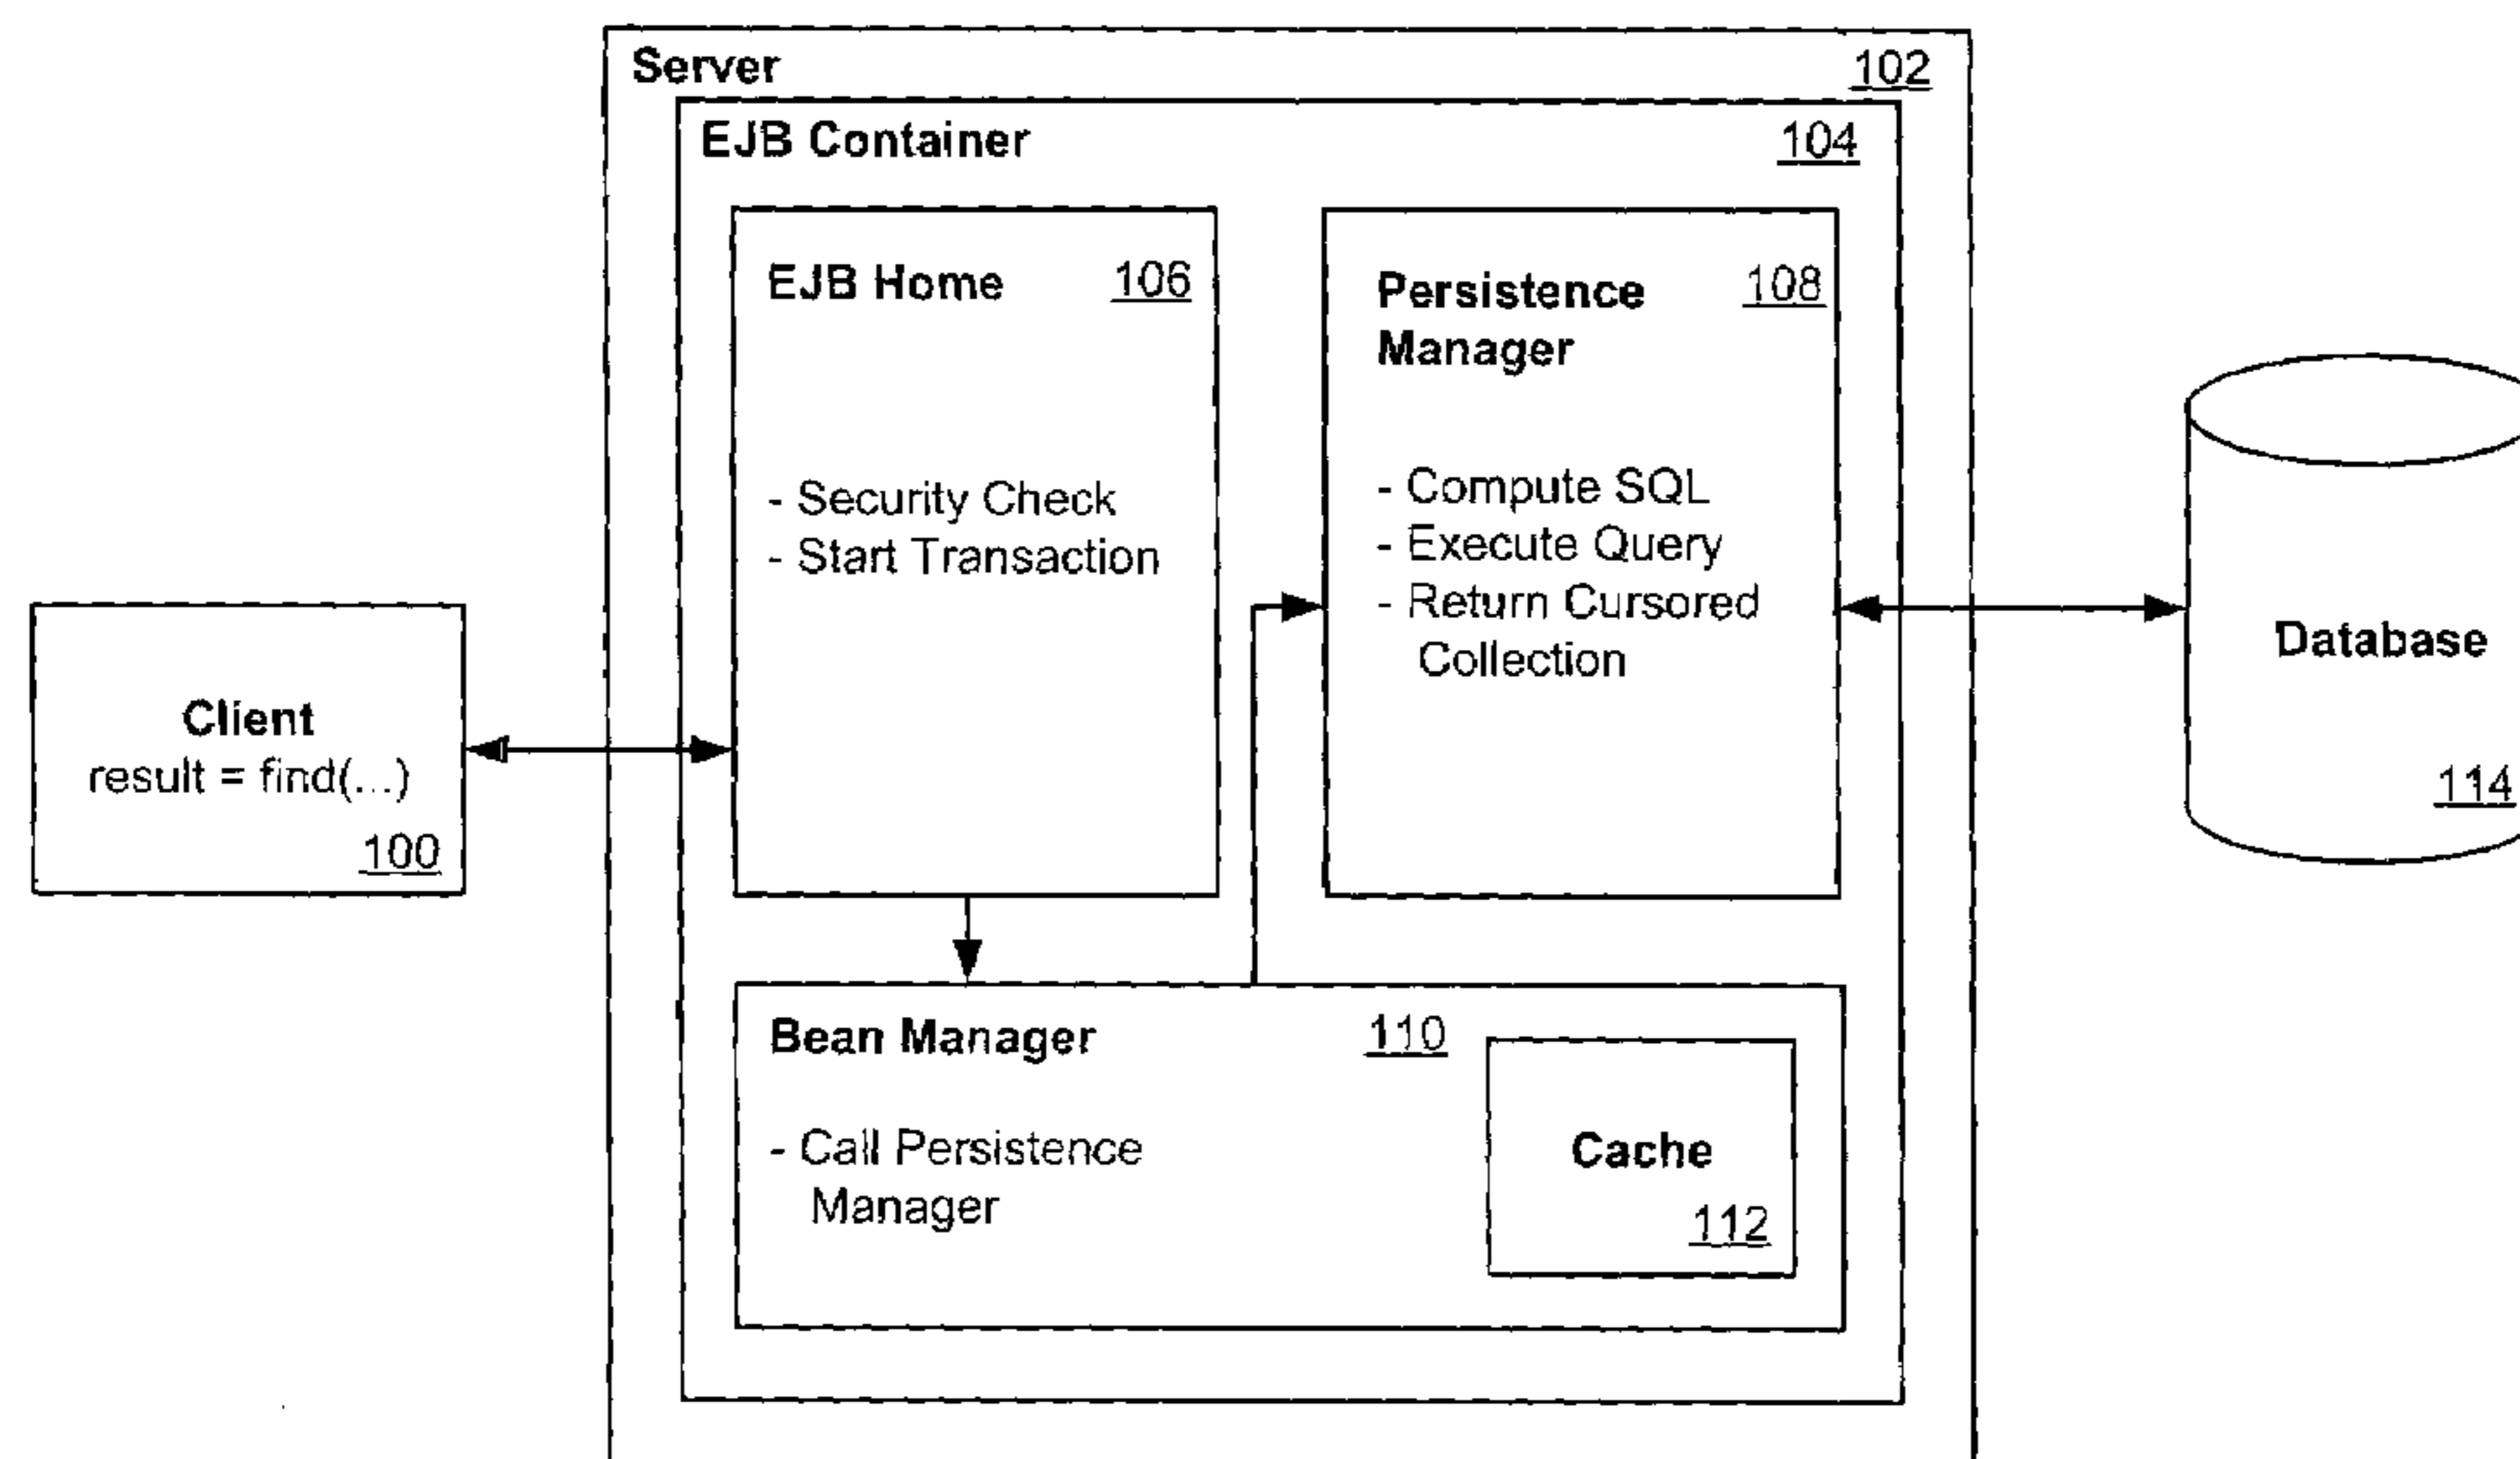 Server
102
EJB Container
104
EJB Home
106
- Security Check
- Start Transaction
Persistence
108
Manager
- Compute SQL
- Execute Query
- Return Cursored
Collection
Client
result = find(...)
100
Database
114
Bean Manager
110
- Call Persistence
Manager
Cache
112